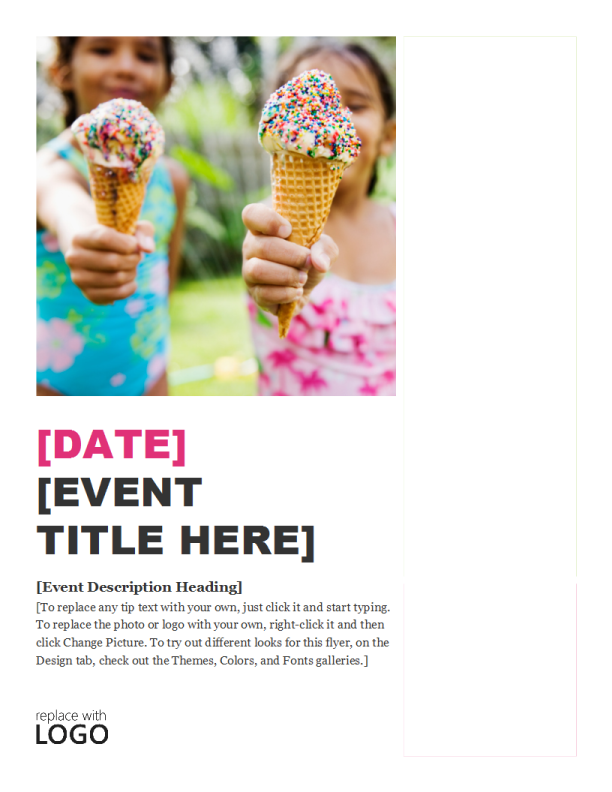 [DATE]
[EVENT
TITLE HERE]
[Event Description Heading]
[To replace any tip text with your own, just click it and start typing.
To replace the photo or logo with your own, right-click it and then
click Change Picture. To try out different looks for this flyer, on the
Design tab, check out the Themes, Colors, and Fonts galleries.]
replace with
LOGO